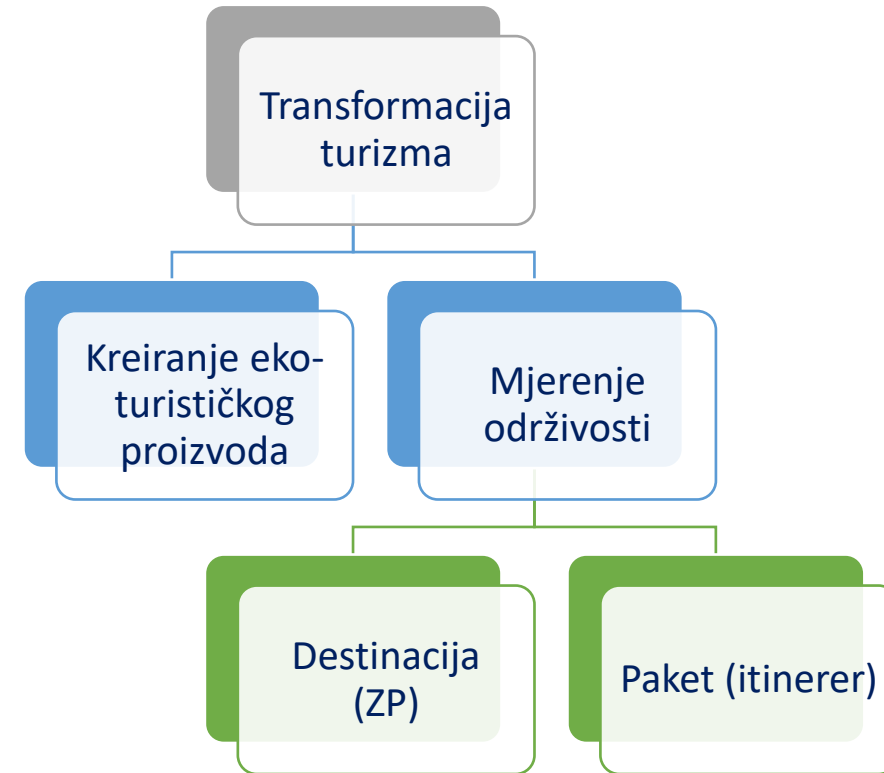 Transformacija
turizma
Kreiranje eko-
turističkog
proizvoda
Mjerenje
održivosti
Destinacija
(ZP)
Paket (itinerer)